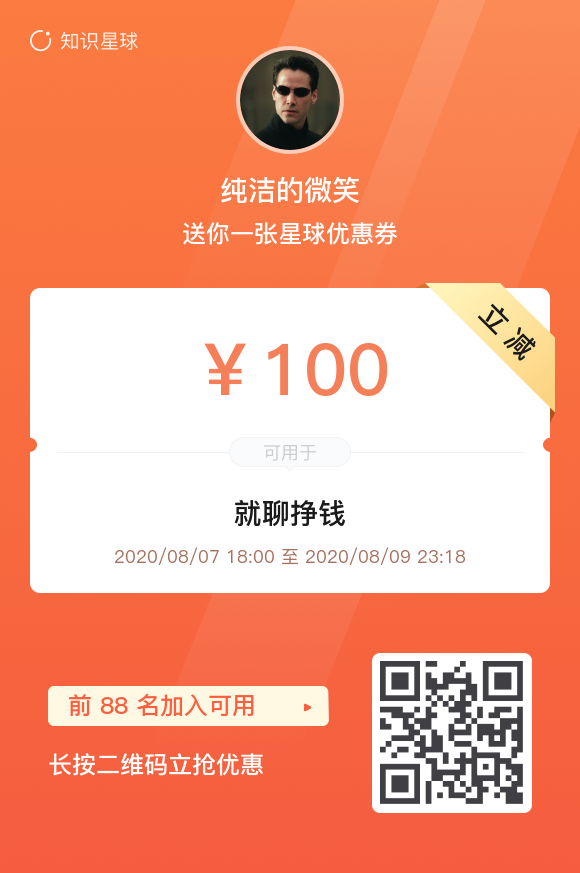 知识星球
纯洁的微笑
送你一张星球优惠券
立减
¥ 100
可用于
就聊挣钱
2020/08/07 18:00 至 2020/08/09 23:18
前 88 名加入可用
长按二维码立抢优惠